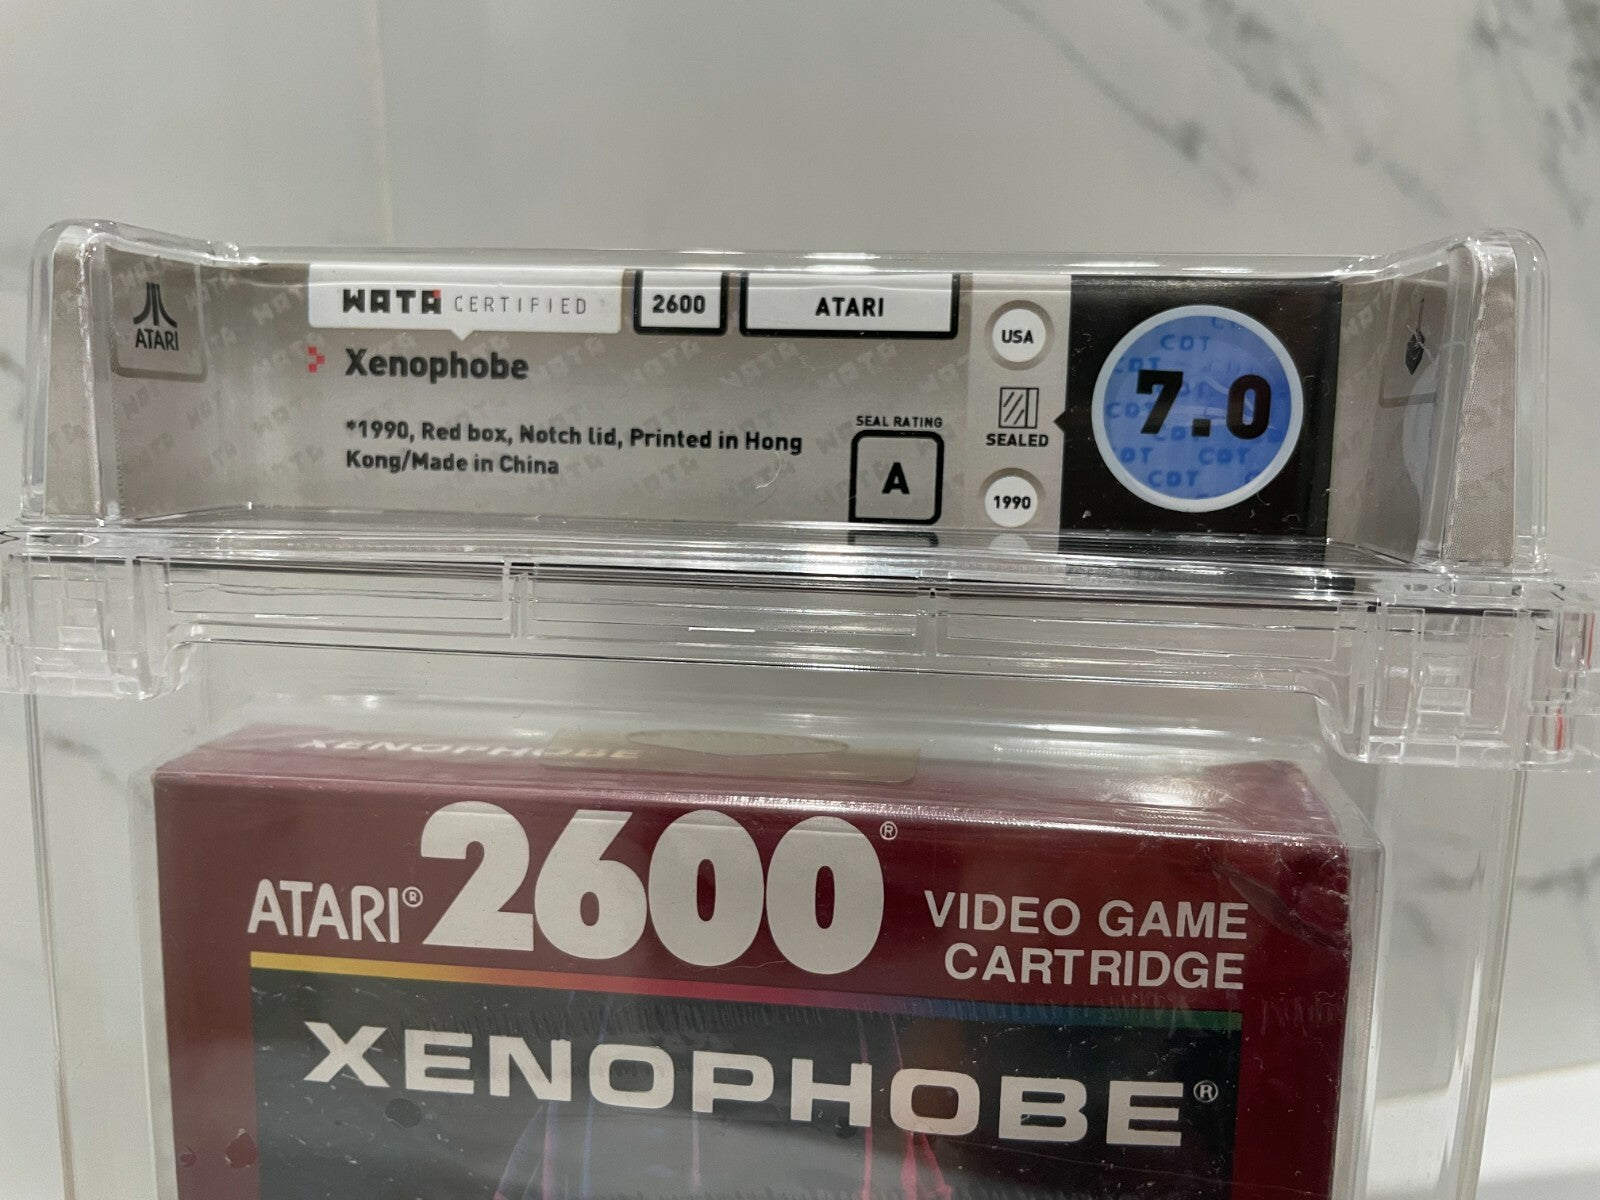 ATARI
WATA CERTIFIED
2600
ATARI
Xenophobe
*1990, Red box, Notch lid, Printed in Hong
Kong/Made in China
SEAL RATING
A
USA
SEALED
1990
7.0
CDT
XENOPHOBE
ATARI® 2600®
VIDEO GAME
CARTRIDGE
XENOPHOBE®